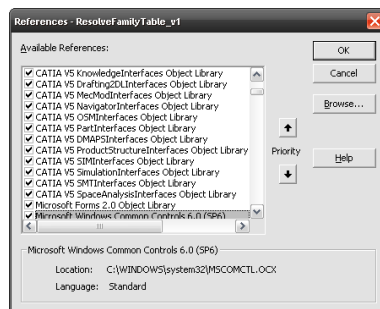 References - ResolveFamilyTable_v1
Available References:
CATIA V5 KnowledgeInterfaces Object Library
CATIA V5 Drafting2DLInterfaces Object Library
CATIA V5 MecModInterfaces Object Library
CATIA V5 NavigatorInterfaces Object Library
CATIA V5 OSMInterfaces Object Library
CATIA V5 PartInterfaces Object Library
CATIA V5 DMAPSInterfaces Object Library
CATIA V5 ProductStructureInterfaces Object Library
CATIA V5 SIMInterfaces Object Library
CATIA V5 SimulationInterfaces Object Library
CATIA V5 SMTInterfaces Object Library
CATIA V5 SpaceAnalysisInterfaces Object Library
Microsoft Forms 2.0 Object Library
Microsoft Windows Common Controls 6.0 (SP6)
OK
Cancel
Browse...
Priority
Help
Microsoft Windows Common Controls 6.0 (SP6)
Location: C:\WINDOWS\system32\MSCOMCTL.OCX
Language: Standard